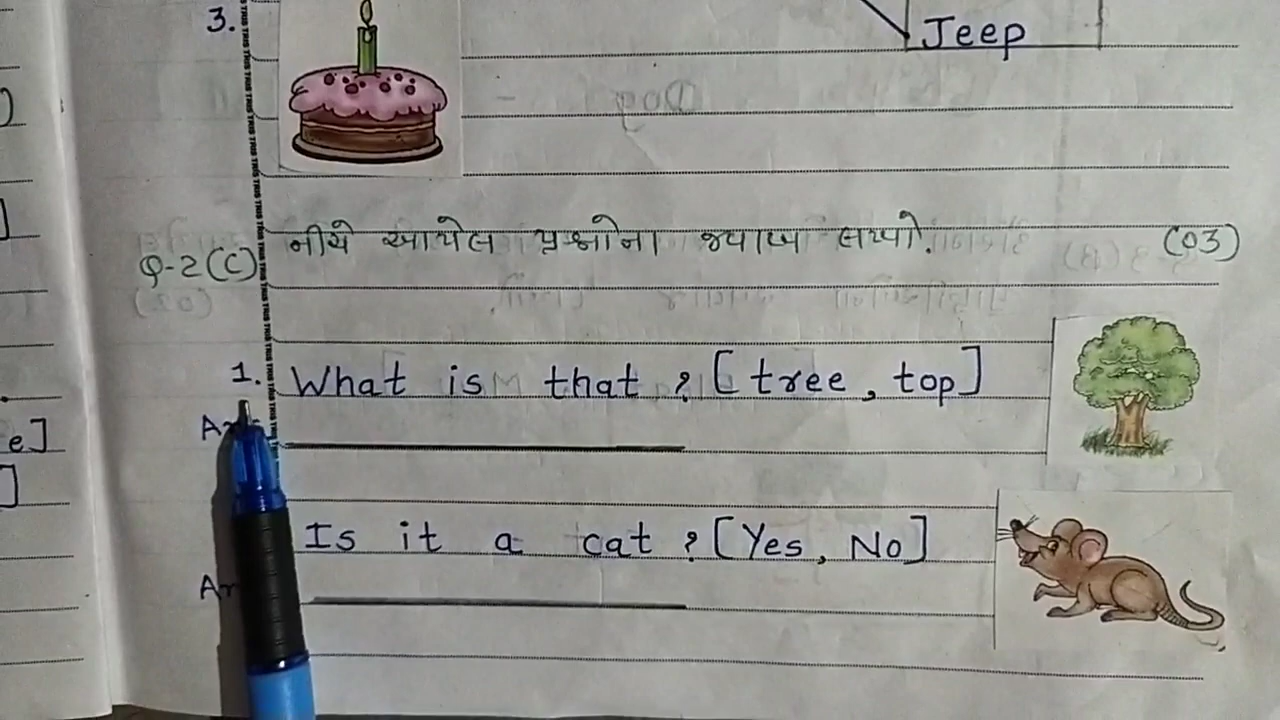 3.
Jeep
Q-2(C) નીચે આપેલ પ્રશ્નોના જવાબ લખો. (03)
1. What is that ? [tree, top]
Is it a cat ? [Yes, No]
e]
]